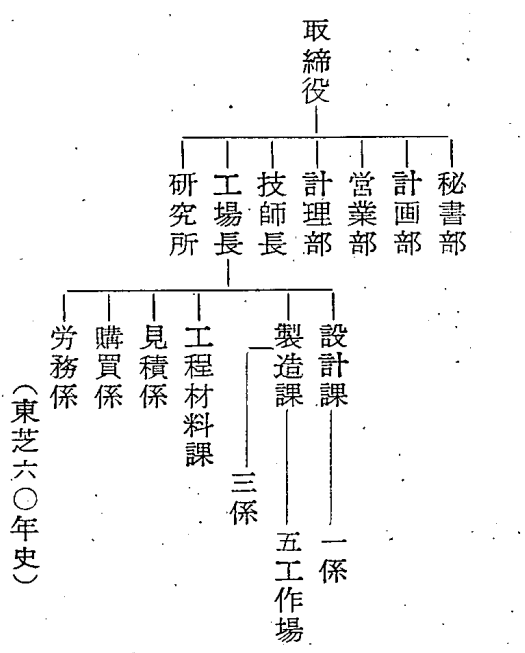 取締役
秘書部
計画部
営業部
計理部
技師長
工場長
研究所
設計課
一係
製造課
五工作場
三係
工程材料課
見積係
購買係
労務係
（東芝六〇年史）